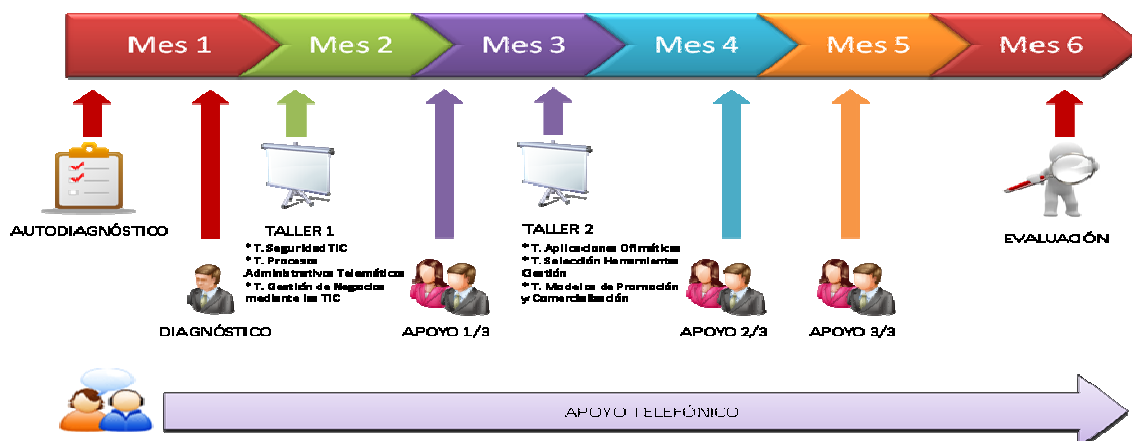 Mes 1
Mes 2
Mes 3
Mes 4
Mes 5
Mes 6
AUTODIAGNÓSTICO
DIAGNÓSTICO
TALLER 1
* T. Seguridad TIC
* T. Procesos
Administrativos Telemáticos
* T. Gestión de Negocios
mediante las TIC
APOYO 1/3
TALLER 2
* T. Aplicaciones Ofimáticas
* T. Selección Herramientas
Gestión
* T. Modelos de Promoción
y Comercialización
APOYO 2/3
APOYO 3/3
EVALUACIÓN
APOYO TELEFÓNICO